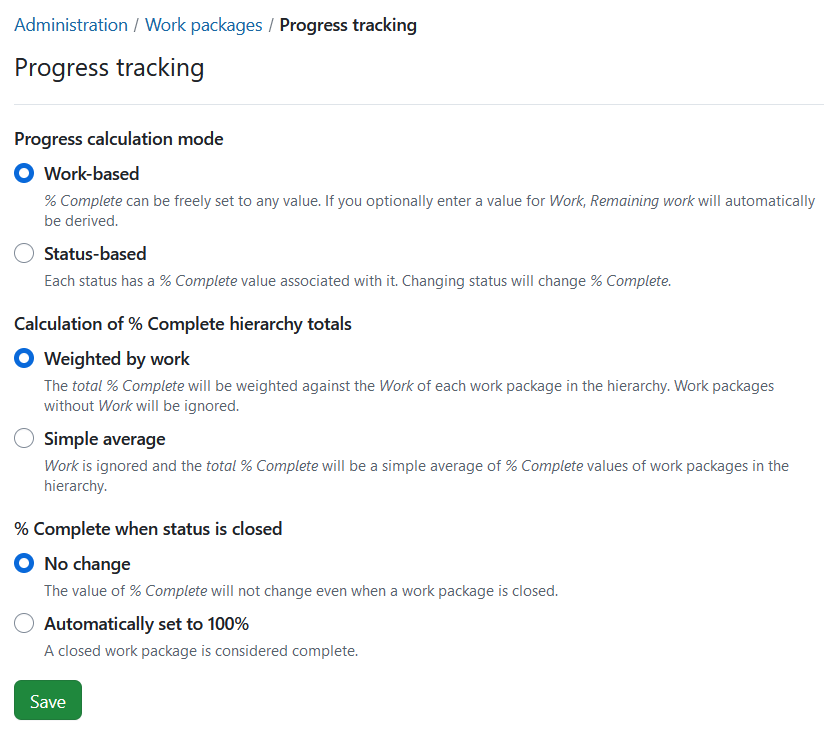 Administration / Work packages / Progress tracking
Progress tracking
Progress calculation mode
Work-based
% Complete can be freely set to any value. If you optionally enter a value for Work, Remaining work will automatically
be derived.
Status-based
Each status has a % Complete value associated with it. Changing status will change % Complete.
Calculation of % Complete hierarchy totals
Weighted by work
The total % Complete will be weighted against the Work of each work package in the hierarchy. Work packages
without Work will be ignored.
Simple average
Work is ignored and the total % Complete will be a simple average of % Complete values of work packages in the
hierarchy.
% Complete when status is closed
No change
The value of % Complete will not change even when a work package is closed.
Automatically set to 100%
A closed work package is considered complete.
Save